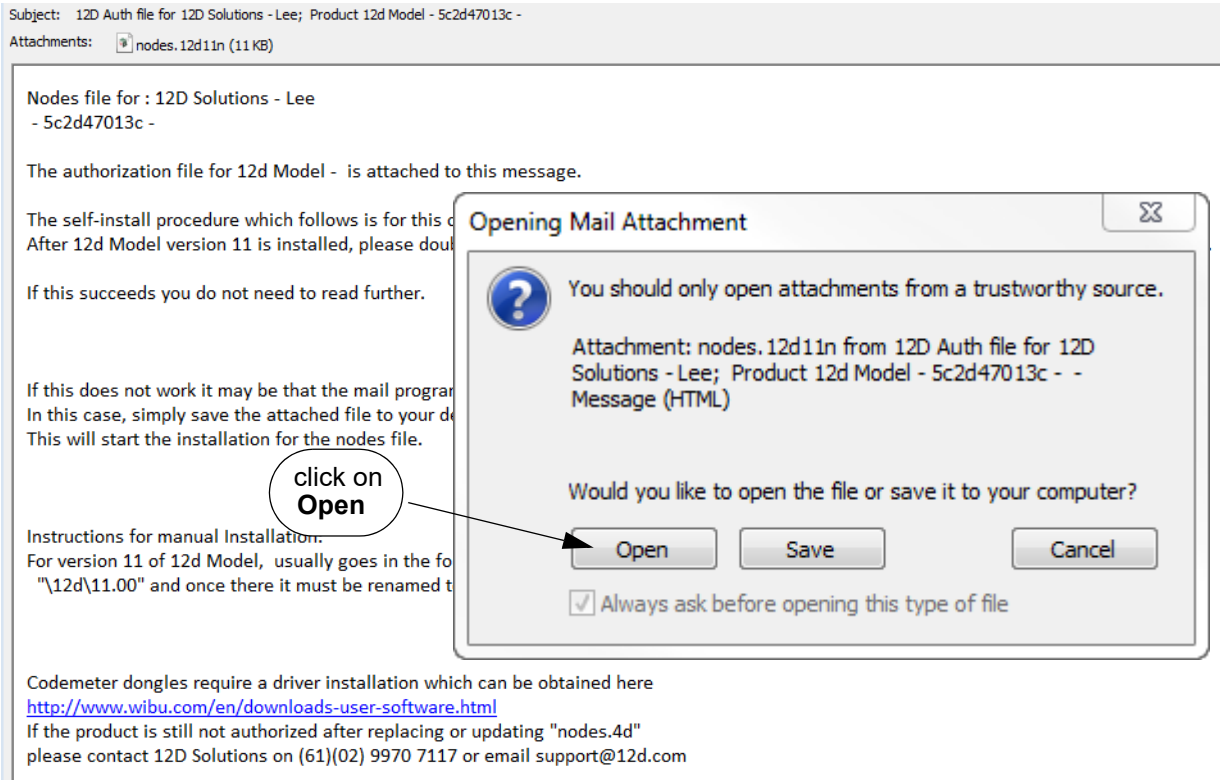 Subject: 12D Auth file for 12D Solutions - Lee; Product 12d Model - 5c2d47013c -
Attachments: nodes.12d11n (11 KB)
Nodes file for : 12D Solutions - Lee
- 5c2d47013c -
The authorization file for 12d Model - is attached to this message.
The self-install procedure which follows is for this
After 12d Model version 11 is installed, please
If this succeeds you do not need to read further.
If this does not work it may be that the mail
In this case, simply save the attached file to your
This will start the installation for the nodes file.
Instructions for manual Installation.
For version 11 of 12d Model, usually goes in the
"\12d\11.00" and once there it must be renamed
Codemeter dongles require a driver installation which can be obtained here
http://www.wibu.com/en/downloads-user-software.html
If the product is still not authorized after replacing or updating "nodes.4d"
please contact 12D Solutions on (61)(02) 9970 7117 or email support@12d.com
Opening Mail Attachment
You should only open attachments from a trustworthy source.
Attachment: nodes.12d11n from 12D Auth file for 12D
Solutions - Lee; Product 12d Model - 5c2d47013c - -
Message (HTML)
Would you like to open the file or save it to your computer?
Open
Save
Cancel
Always ask before opening this type of file
click on
Open